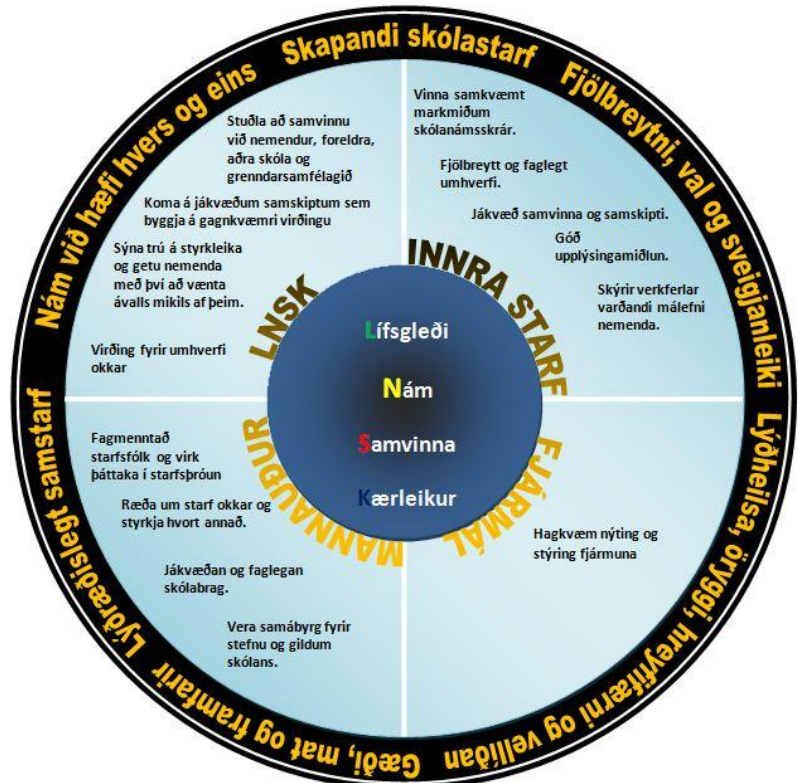 Skapandi skólastarf
Fjölbreytni, val og sveigjanleiki
Lýðheilsa, öryggi, hreyfifærni og vellíðan
Gæði, mat og framfarir
Lýðræðislegt samstarf
Nám við hæfi hvers og eins
Stuðla að samvinnu
við nemendur, foreldra,
aðra skóla og
grenndarsamfélagið
Koma á jákvæðum samskiptum sem
byggja á gagnkvæmri virðingu
Sýna trú á styrkleika
og getu nemenda
með því að vænta
ávalls mikils af þeim.
Virðing fyrir umhverfi
okkar
LNSK
Vinna samkvæmt
markmiðum
skólanámsskrár.
Fjölbreytt og faglegt
umhverfi.
Jákvæð samvinna og samskipti.
Góð
upplýsingamiðlun.
Skýrir verkferlar
varðandi málefni
nemenda.
INNRA STARF
Lífsgleði
Nám
Samvinna
Kærleikur
Fagmenntað
starfsfólk og virk
þáttaka í starfsþróun
Ræða um starf okkar og
styrkja hvort annað.
Jákvæðan og faglegan
skólabrag.
Vera samábyrg fyrir
stefnu og gildum
skólans.
MANNAUÐUR
FJÁRMÁL
Hagkvæm nýting og
stýring fjármuna